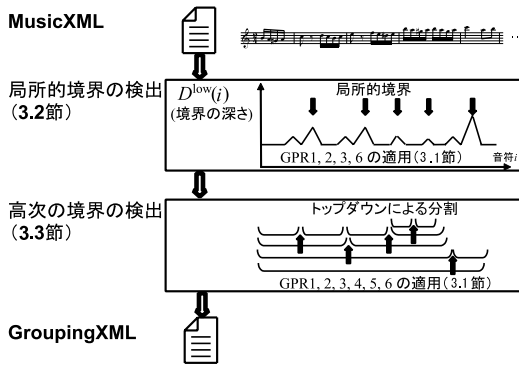 MusicXML
局所的境界の検出
(3.2節)
D^low(i)
(境界の深さ)
局所的境界
GPR1, 2, 3, 6 の適用(3.1節)
音符i
高次の境界の検出
(3.3節)
トップダウンによる分割
GPR1, 2, 3, 4, 5, 6 の適用(3.1節)
GroupingXML